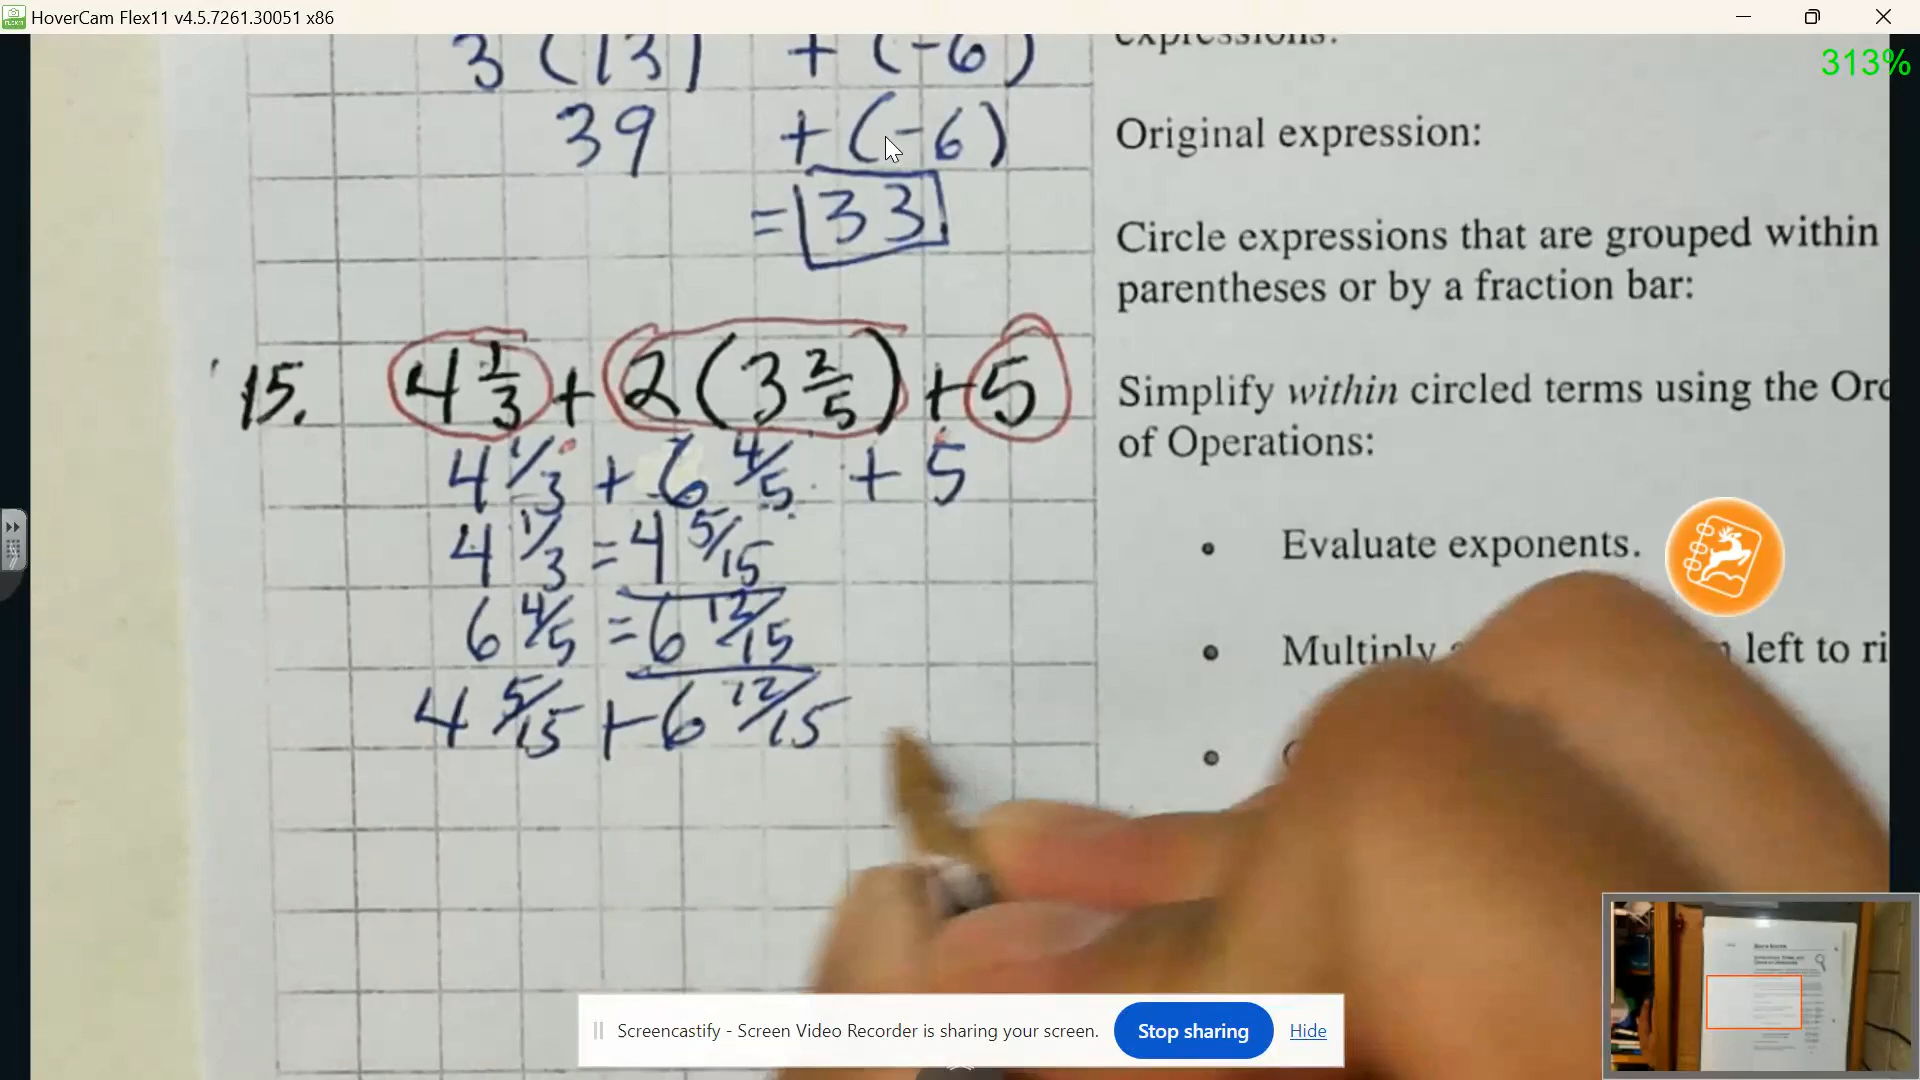 HoverCam Flex11 v4.5.7261.30051 x86
313%
3 (13) + (-6)
39 + (-6)
= 33
15. 4 1/3 + 2 (3 2/5) + 5
4 1/3 + 6 4/5 + 5
4 1/3 = 4 5/15
6 4/5 = 6 12/15
4 5/15 + 6 12/15
expressions.
Original expression:
Circle expressions that are grouped within
parentheses or by a fraction bar:
Simplify within circled terms using the Ord
of Operations:
• Evaluate exponents.
• Multiply left to ri
•
Screencastify - Screen Video Recorder is sharing your screen.
Stop sharing
Hide